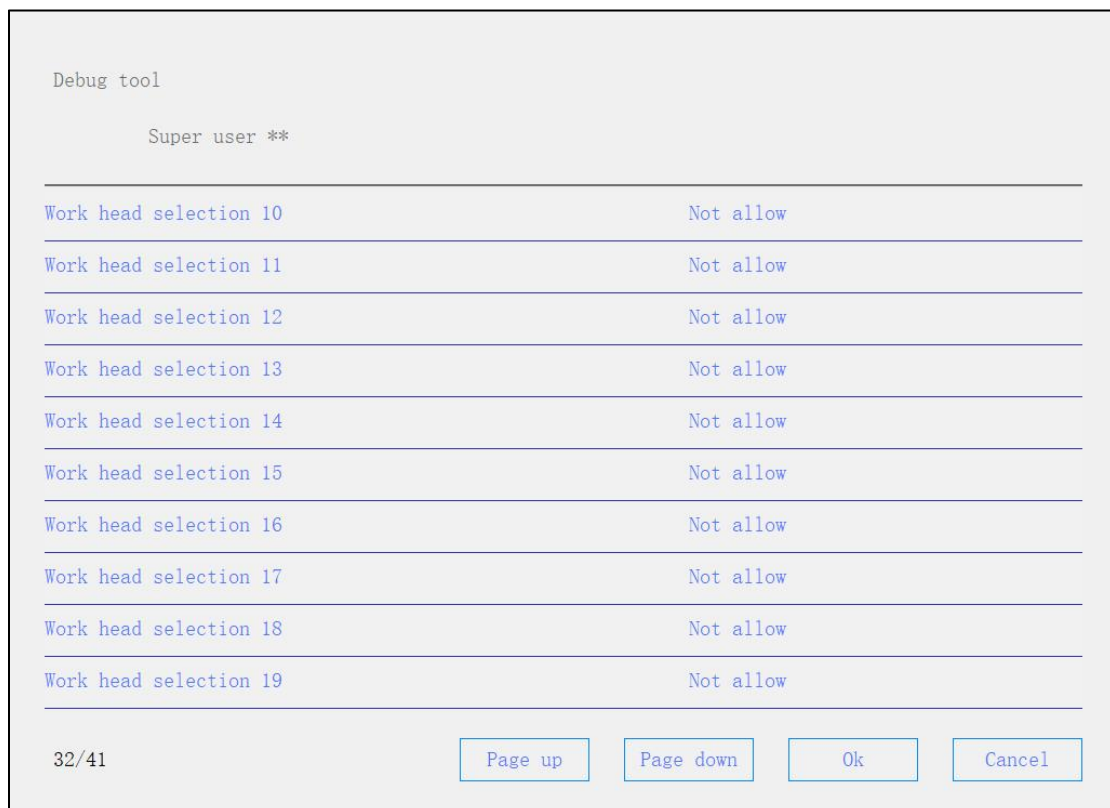 Debug tool
Super user **
Work head selection 10 Not allow
Work head selection 11 Not allow
Work head selection 12 Not allow
Work head selection 13 Not allow
Work head selection 14 Not allow
Work head selection 15 Not allow
Work head selection 16 Not allow
Work head selection 17 Not allow
Work head selection 18 Not allow
Work head selection 19 Not allow
32/41 Page up Page down Ok Cancel